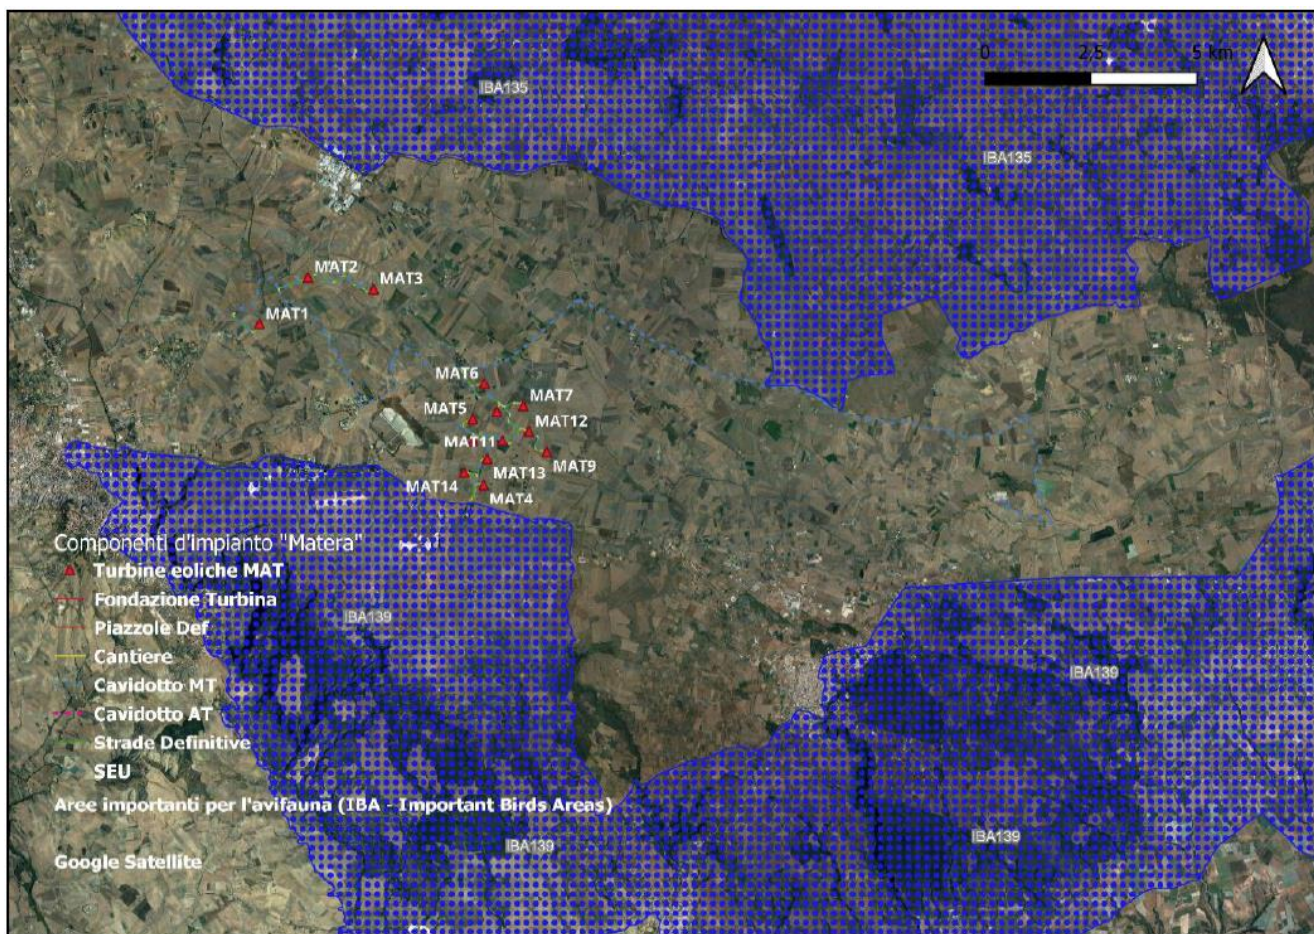 0 2,5 5 km
IBA135
IBA135
MAT2
MAT3
MAT1
MAT6
MAT7
MAT5
MAT12
MAT11
MAT9
MAT13
MAT14
MAT4
Componenti d'impianto "Matera"
Turbine eoliche MAT
Fondazione Turbina
IBA139
Piazzole Def
Cantiere
IBA139
Cavidotto MT
Cavidotto AT
Strade Definitive
SEU
Aree importanti per l'avifauna (IBA - Important Birds Areas)
IBA139
IBA139
Google Satellite